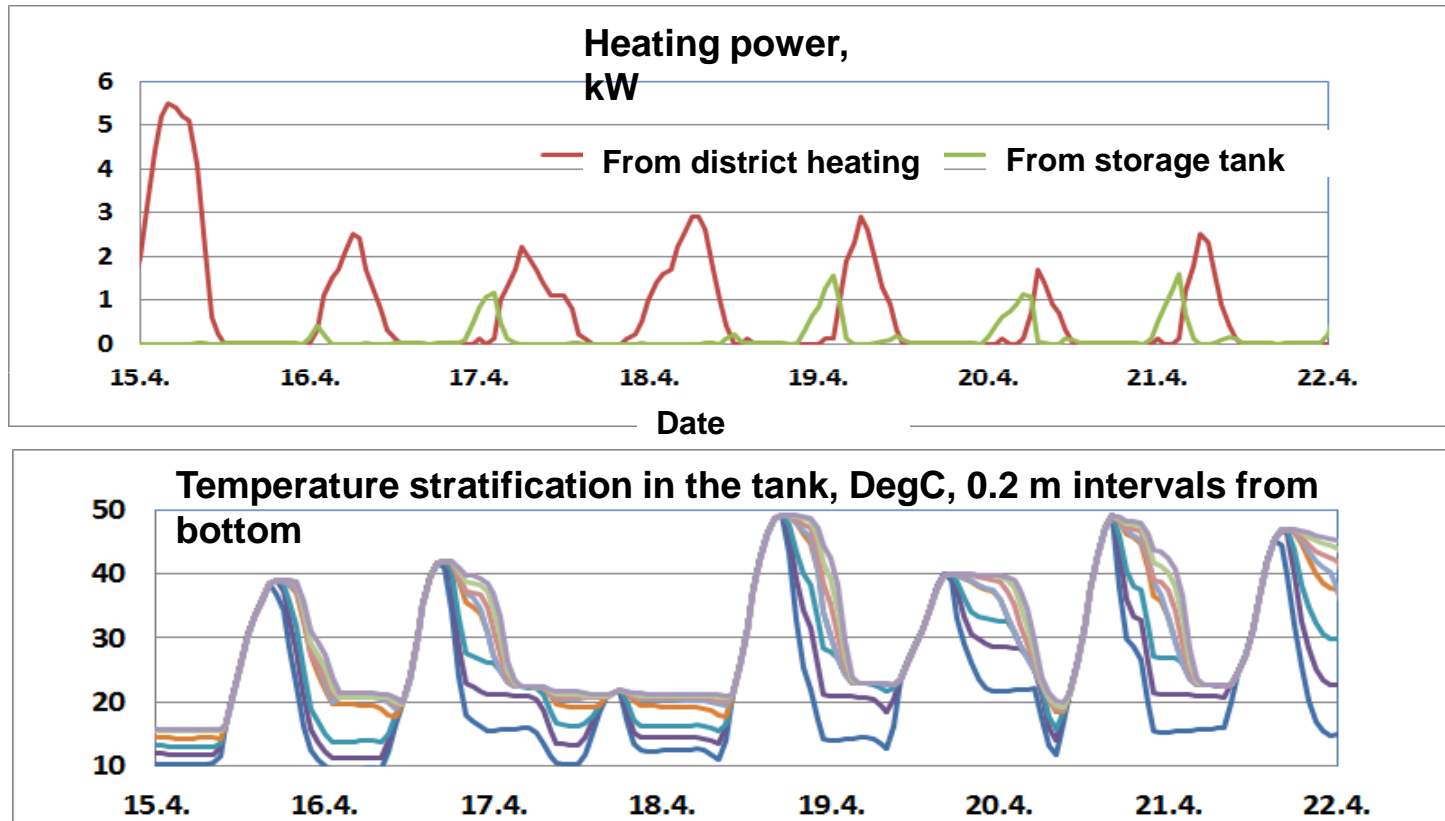 Heating power,
kW
6
5
4
3
2
1
0
From district heating
From storage tank
15.4. 16.4. 17.4. 18.4. 19.4. 20.4. 21.4. 22.4.
Date
Temperature stratification in the tank, DegC, 0.2 m intervals from
bottom
50
40
30
20
10
15.4. 16.4. 17.4. 18.4. 19.4. 20.4. 21.4. 22.4.